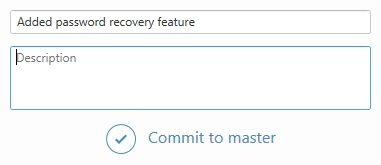 Added password recovery feature
Description
Commit to master